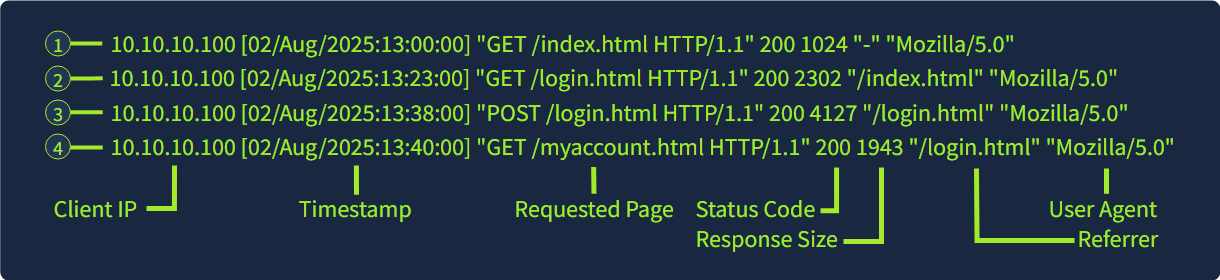 1 10.10.10.100 [02/Aug/2025:13:00:00] "GET /index.html HTTP/1.1" 200 1024 "-" "Mozilla/5.0"
2 10.10.10.100 [02/Aug/2025:13:23:00] "GET /login.html HTTP/1.1" 200 2302 "/index.html" "Mozilla/5.0"
3 10.10.10.100 [02/Aug/2025:13:38:00] "POST /login.html HTTP/1.1" 200 4127 "/login.html" "Mozilla/5.0"
4 10.10.10.100 [02/Aug/2025:13:40:00] "GET /myaccount.html HTTP/1.1" 200 1943 "/login.html" "Mozilla/5.0"
Client IP Timestamp Requested Page Status Code User Agent
Response Size Referrer